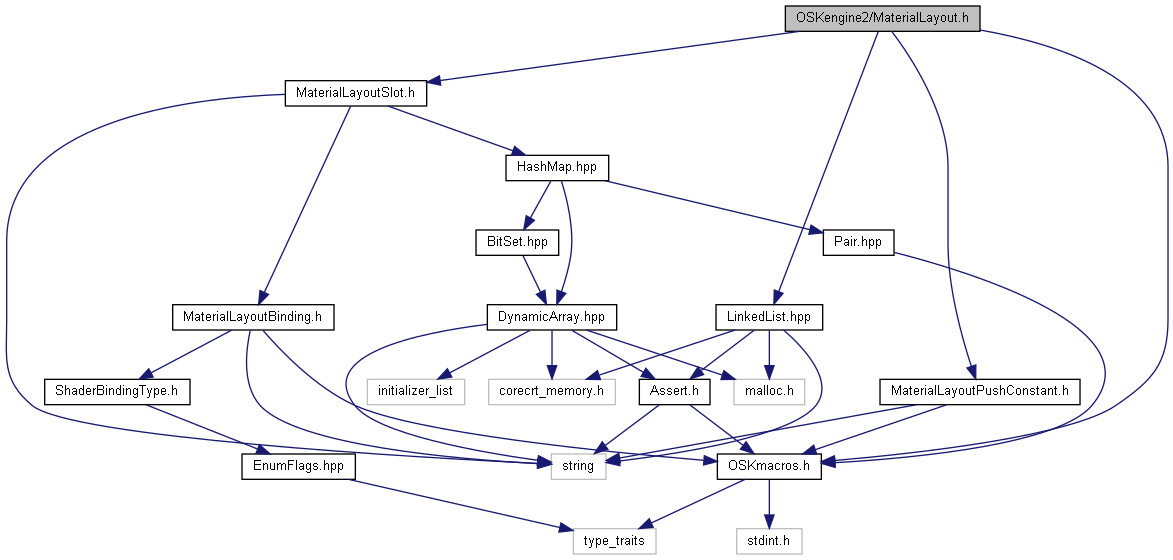 OSKengine2/MaterialLayout.h
MaterialLayoutSlot.h
HashMap.hpp
BitSet.hpp
Pair.hpp
MaterialLayoutBinding.h
DynamicArray.hpp
LinkedList.hpp
ShaderBindingType.h
initializer_list
corecrt_memory.h
Assert.h
malloc.h
MaterialLayoutPushConstant.h
EnumFlags.hpp
string
OSKmacros.h
type_traits
stdint.h